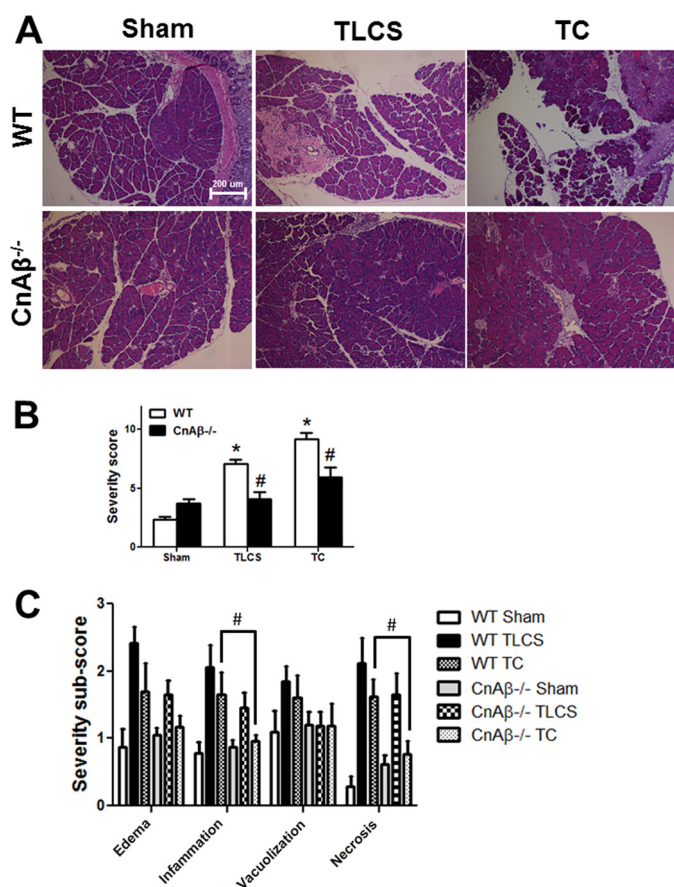 A
Sham
TLCS
TC
WT
200 um
CnAβ-/-
B
WT
CnAβ-/-
Severity score
10
5
0
*
#
*
#
Sham
TLCS
TC
C
Severity sub-score
3
2
1
0
#
#
Edema
Infammation
Vacuolization
Necrosis
WT Sham
WT TLCS
WT TC
CnAβ-/- Sham
CnAβ-/- TLCS
CnAβ-/- TC